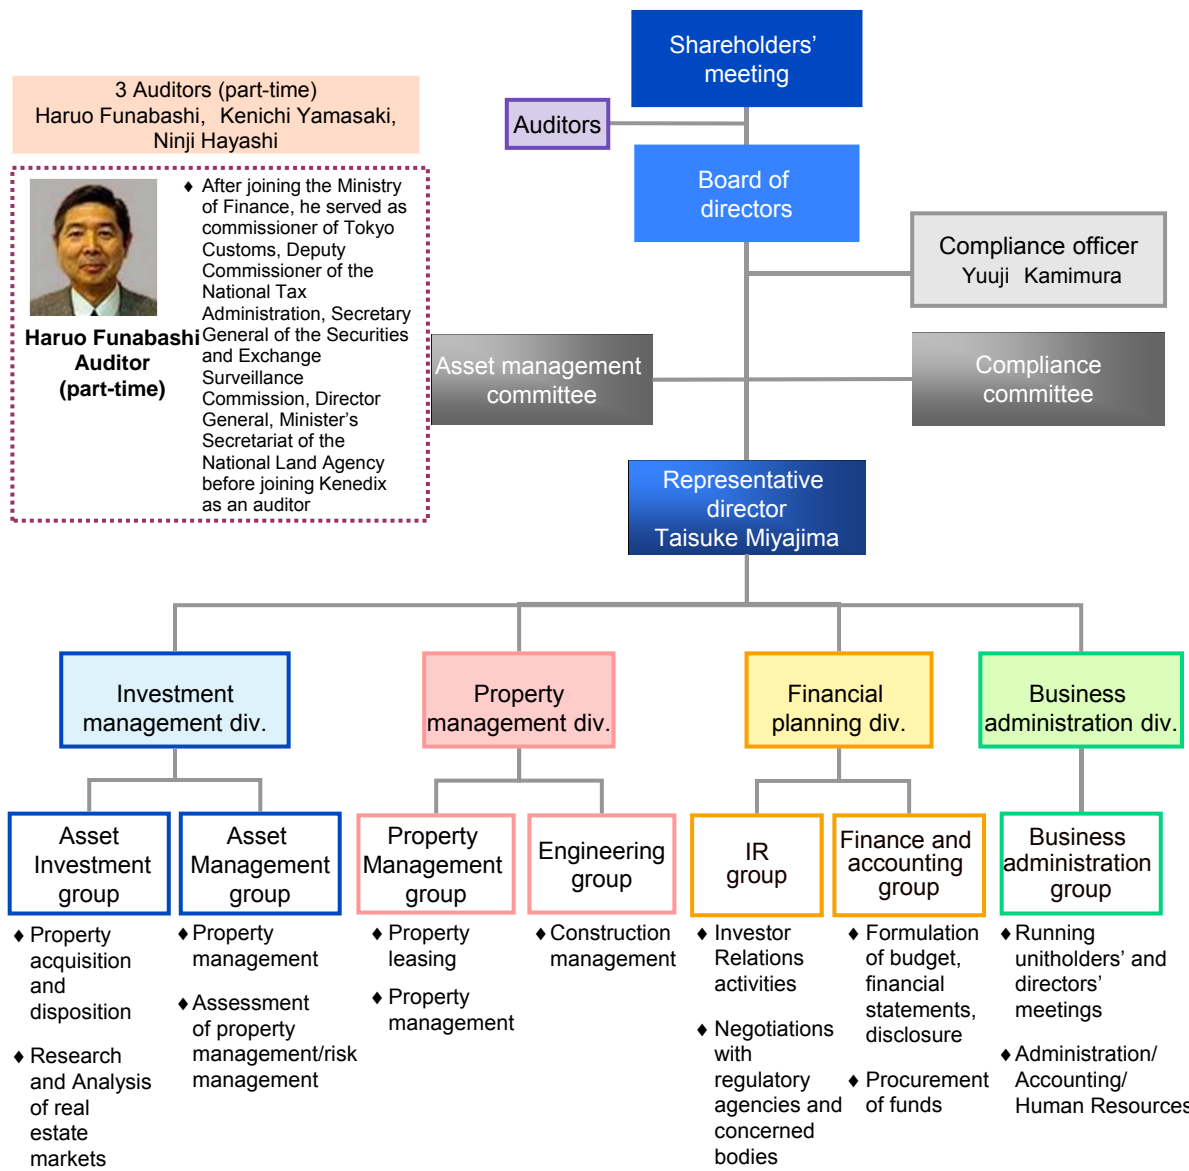 Shareholders’
meeting
3 Auditors (part-time)
Haruo Funabashi, Kenichi Yamasaki,
Ninji Hayashi
Auditors
Board of
directors
♦ After joining the Ministry
of Finance, he served as
commissioner of Tokyo
Customs, Deputy
Commissioner of the
National Tax
Administration, Secretary
General of the Securities
and Exchange
Surveillance
Commission, Director
General, Minister’s
Secretariat of the
National Land Agency
before joining Kenedix
as an auditor
Haruo Funabashi
Auditor
(part-time)
Compliance officer
Yuuji Kamimura
Asset management
committee
Compliance
committee
Representative
director
Taisuke Miyajima
Investment
management div.
Property
management div.
Financial
planning div.
Business
administration div.
Asset
Investment
group
Asset
Management
group
Property
Management
group
Engineering
group
IR
group
Finance and
accounting
group
Business
administration
group
♦ Property
acquisition
and
disposition
♦ Research
and Analysis
of real
estate
markets
♦ Property
management
♦ Assessment
of property
management/risk
management
♦ Property
leasing
♦ Property
management
♦ Construction
management
♦ Investor
Relations
activities
♦ Negotiations
with
regulatory
agencies and
concerned
bodies
♦ Formulation
of budget,
financial
statements,
disclosure
♦ Procurement
of funds
♦ Running
unitholders’ and
directors’
meetings
♦ Administration/
Accounting/
Human Resources